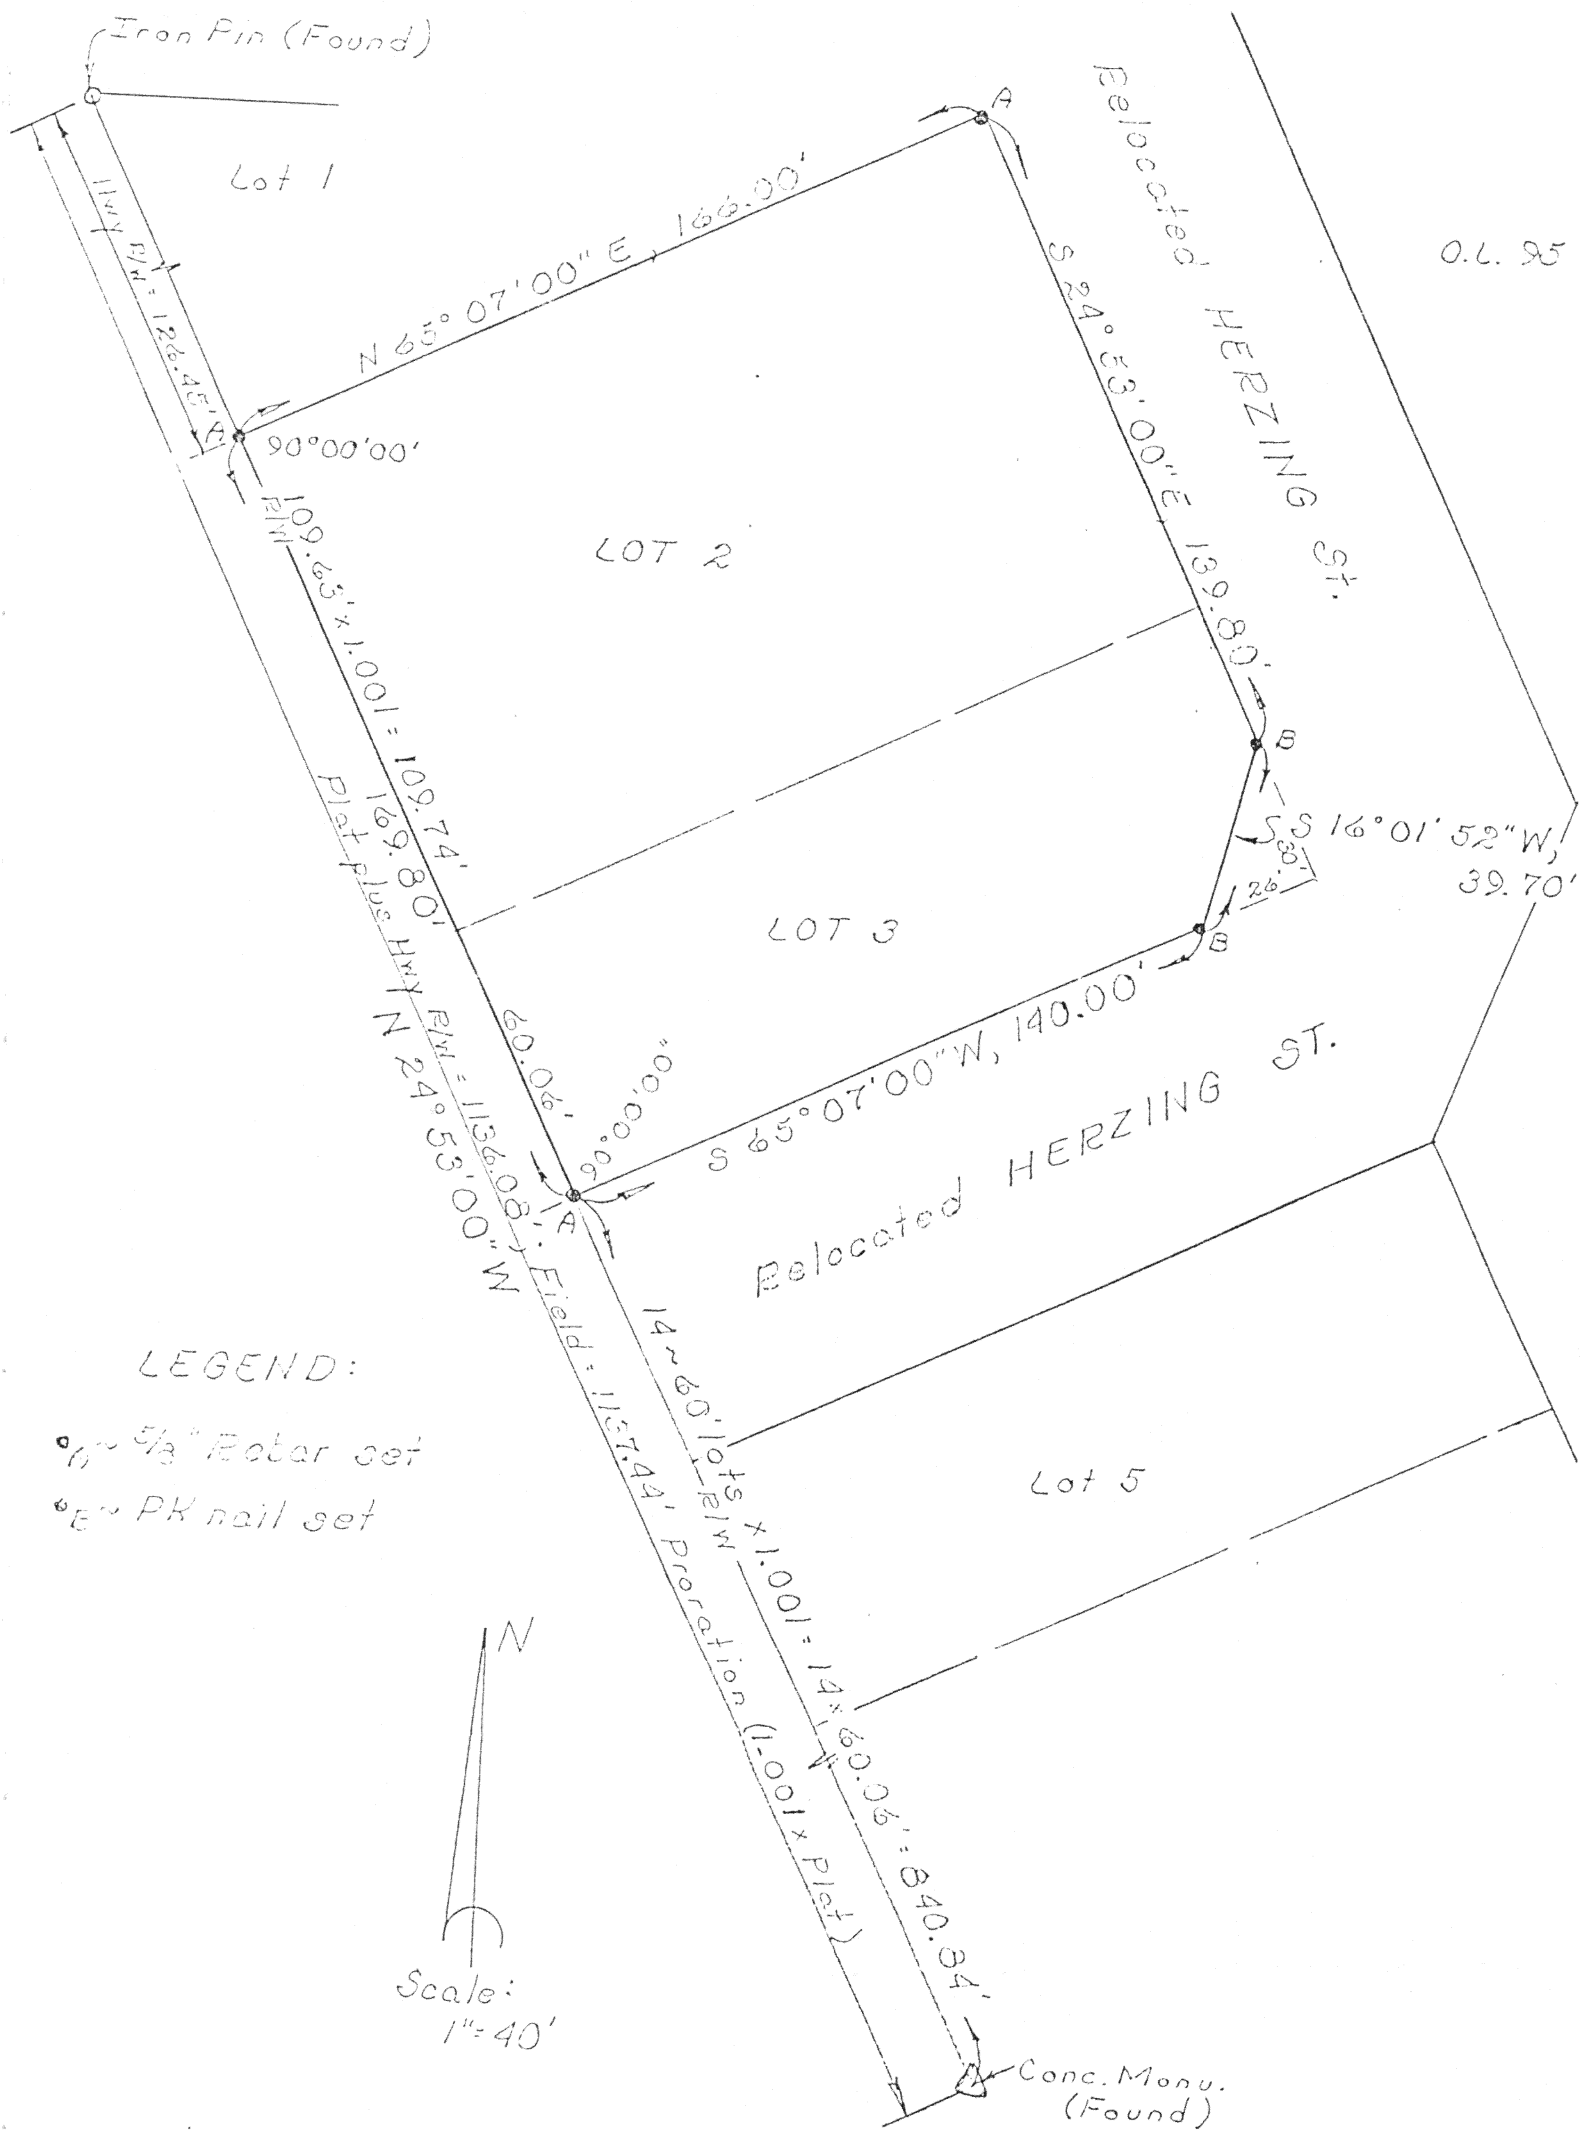 Iron Pin (Found)
Lot 1
Hwy R/W = 126.45'
A
N 65° 07' 00" E, 166.00'
A
Relocated HERZING St.
O.L. 95
S 24° 53' 00" E 139.80'
90°00'00'
R/W
109.63' x 1.001 = 109.74'
169.80'
LOT 2
B
S S 16° 01' 52" W,
39.70'
30'
26.
B
LOT 3
60.06'
90°00'00"
A
S 65° 07' 00" W, 140.00'
Relocated HERZING ST.
Plat plus Hwy R/W = 1136.08'; Field = 1137.44' Proration (1.001 x Plat)
N 24° 53' 00" W
14 ~ 60' lots x 1.001 = 14 x 60.06' = 840.84'
R/W
Lot 5
LEGEND:
A ~ 5/8" Rebar set
B ~ PK nail set
N
Scale:
1" = 40'
Conc. Monu.
(Found)